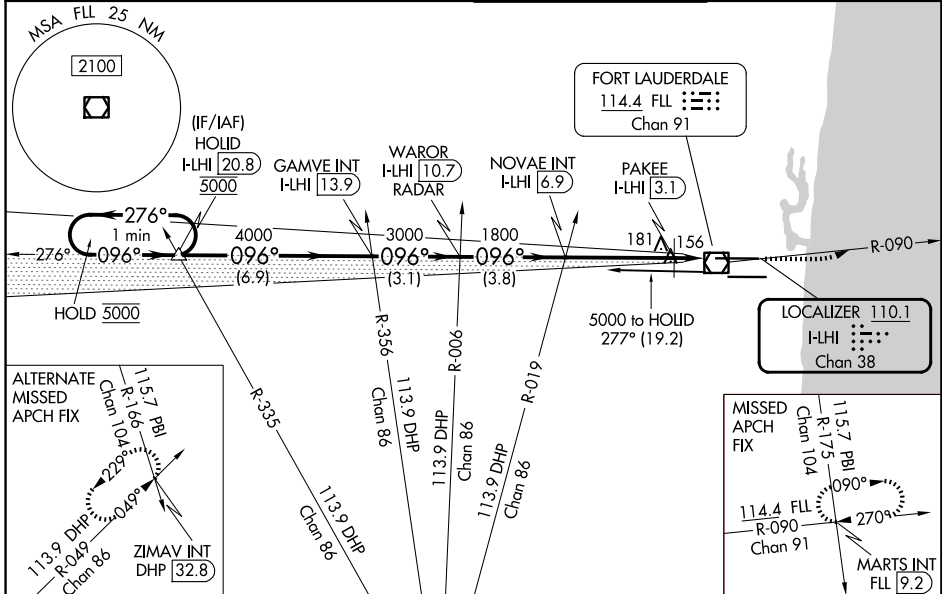 MSA FLL 25 NM
2100
(IF/IAF)
HOLID
I-LHI 20.8
5000
GAMVE INT
I-LHI 13.9
WAROR
I-LHI 10.7
RADAR
NOVAE INT
I-LHI 6.9
FORT LAUDERDALE
114.4 FLL
Chan 91
PAKEE
I-LHI 3.1
276°
1 min
276°
096°
4000
096°
(6.9)
3000
096°
(3.1)
1800
096°
(3.8)
181
156
R-090
HOLD 5000
5000 to HOLID
277° (19.2)
LOCALIZER 110.1
I-LHI
Chan 38
R-335
113.9 DHP
Chan 86
R-356
113.9 DHP
Chan 86
R-006
113.9 DHP
Chan 86
R-019
113.9 DHP
Chan 86
ALTERNATE
MISSED
APCH FIX
115.7 PBI
R-166
Chan 104
229°
049°
113.9 DHP
R-049
Chan 86
ZIMAV INT
DHP 32.8
MISSED
APCH
FIX
115.7 PBI
R-175
Chan 104
090°
270°
114.4 FLL
R-090
Chan 91
MARTS INT
FLL 9.2